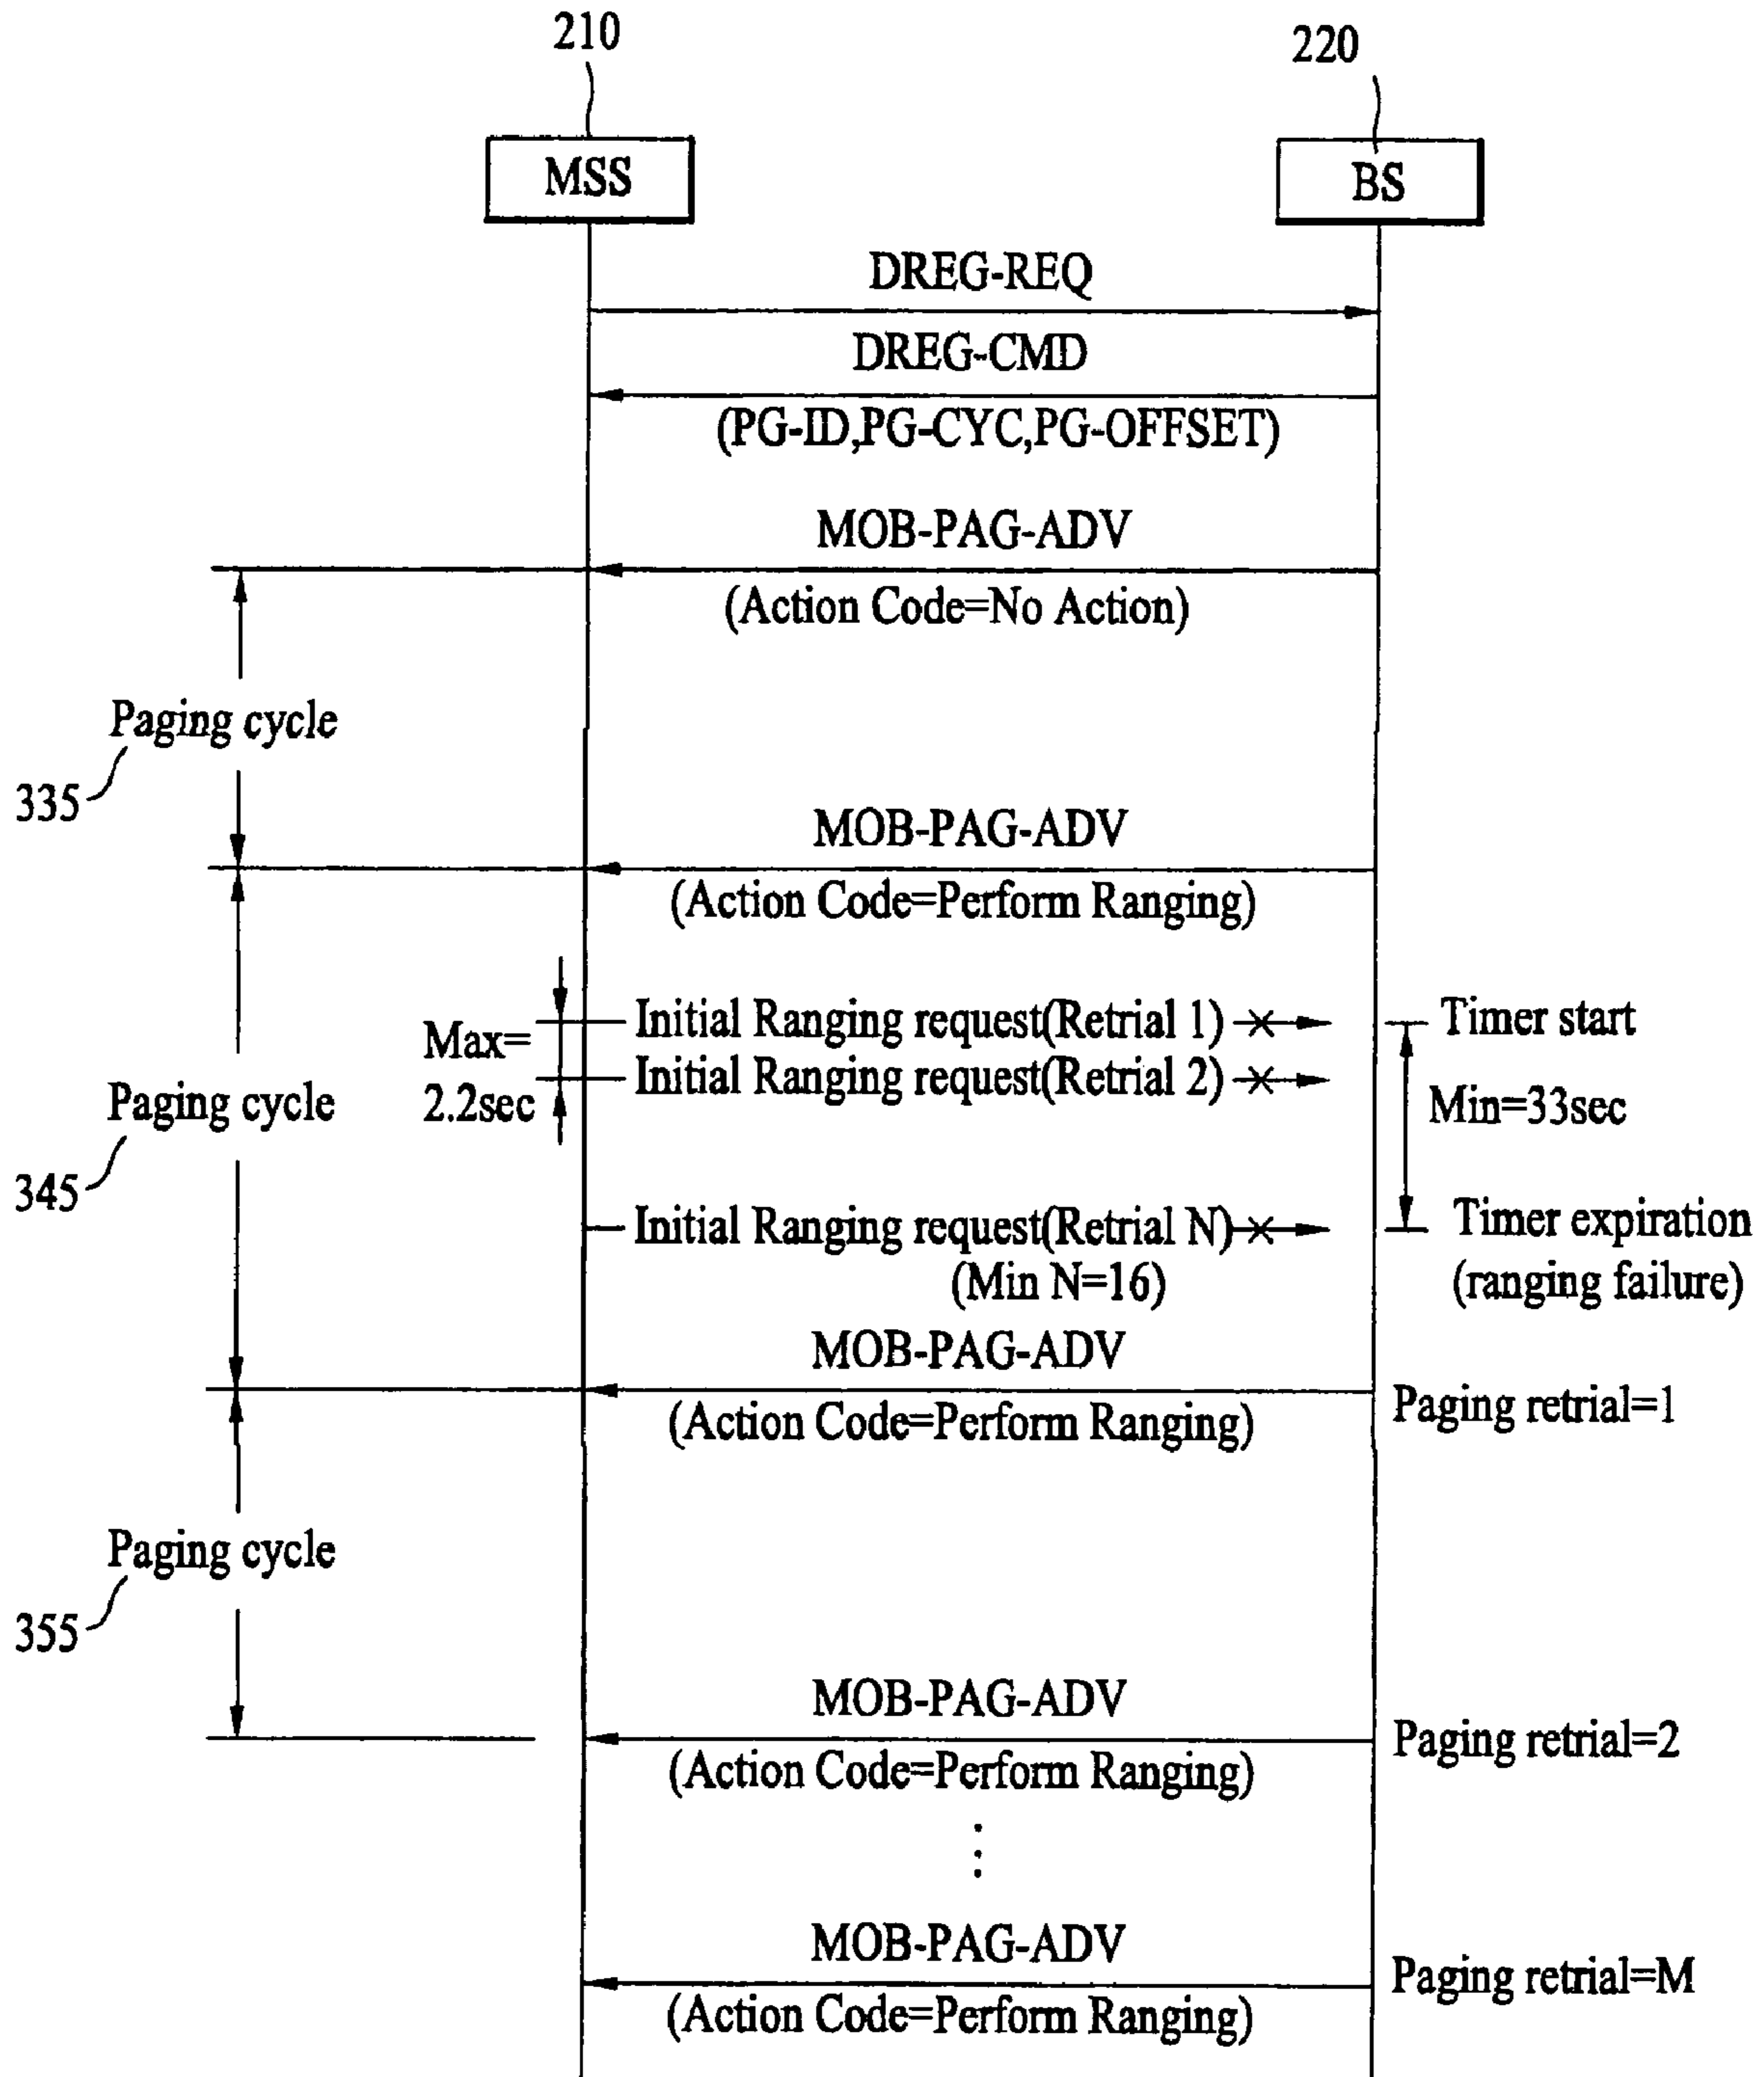 210
220
MSS
BS
DREG-REQ
DREG-CMD
(PG-ID,PG-CYC,PG-OFFSET)
MOB-PAG-ADV
(Action Code=No Action)
Paging cycle
335
MOB-PAG-ADV
(Action Code=Perform Ranging)
Initial Ranging request(Retrial 1)
Timer start
Max=
2.2sec
Initial Ranging request(Retrial 2)
Min=33sec
Paging cycle
345
Initial Ranging request(Retrial N)
(Min N=16)
Timer expiration
(ranging failure)
MOB-PAG-ADV
(Action Code=Perform Ranging)
Paging retrial=1
Paging cycle
355
MOB-PAG-ADV
(Action Code=Perform Ranging)
Paging retrial=2
MOB-PAG-ADV
(Action Code=Perform Ranging)
Paging retrial=M